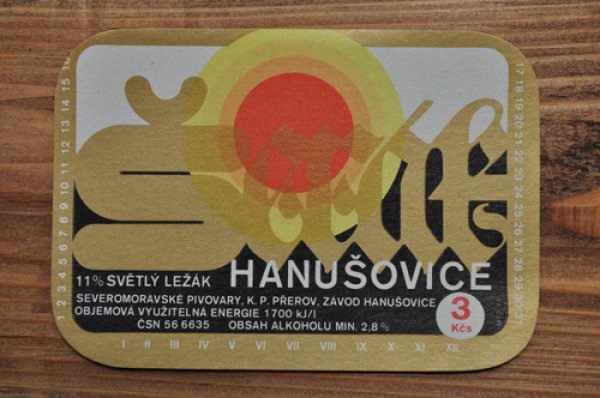 Šerák
11% SVĚTLÝ LEŽÁK HANUŠOVICE
SEVEROMORAVSKÉ PIVOVARY, K. P. PŘEROV, ZÁVOD HANUŠOVICE
OBJEMOVÁ VYUŽITELNÁ ENERGIE 1700 kJ/l
ČSN 56 6635 OBSAH ALKOHOLU MIN. 2,8%
3
Kčs
I II III IV V VI VII VIII IX X XI XII
1 2 3 4 5 6 7 8 9 10 11 12 13 14 15 16
17 18 19 20 21 22 23 24 25 26 27 28 29 30 31